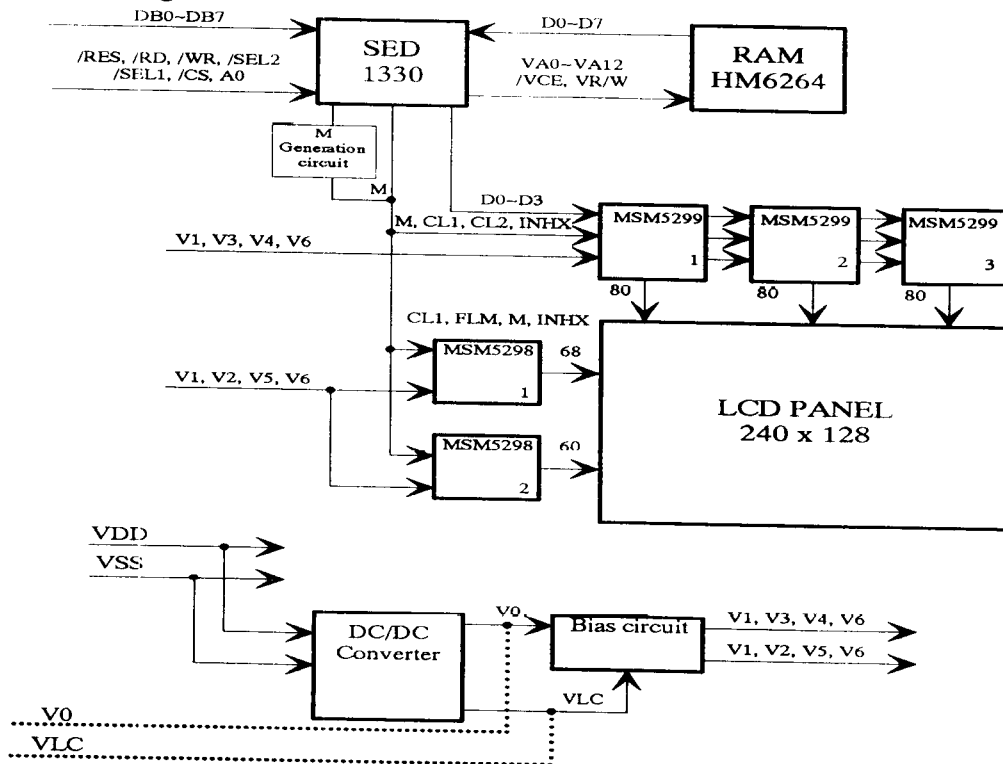 DB0~DB7
/RES, /RD, /WR, /SEL2
/SEL1, /CS, A0
SED
1330
D0~D7
VA0~VA12
/VCE, VR/W
RAM
HM6264
M
Generation
circuit
M
D0~D3
M, CL1, CL2, INHX
V1, V3, V4, V6
MSM5299
1
MSM5299
2
MSM5299
3
80
80
80
CL1, FLM, M, INHX
MSM5298
1
68
V1, V2, V5, V6
MSM5298
2
60
LCD PANEL
240 x 128
VDD
VSS
DC/DC
Converter
V0
Bias circuit
V1, V3, V4, V6
V1, V2, V5, V6
VLC
V0
VLC